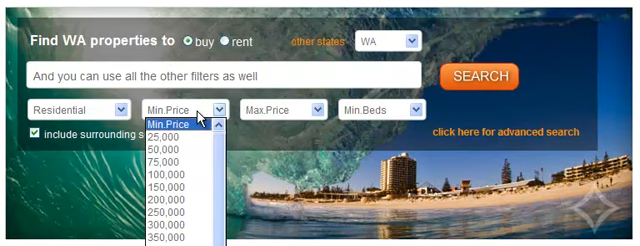 Find WA properties to buy rent other states WA
And you can use all the other filters as well SEARCH
Residential Min.Price Max.Price Min.Beds
include surrounding s click here for advanced search
Min.Price
25,000
50,000
75,000
100,000
150,000
200,000
250,000
300,000
350,000